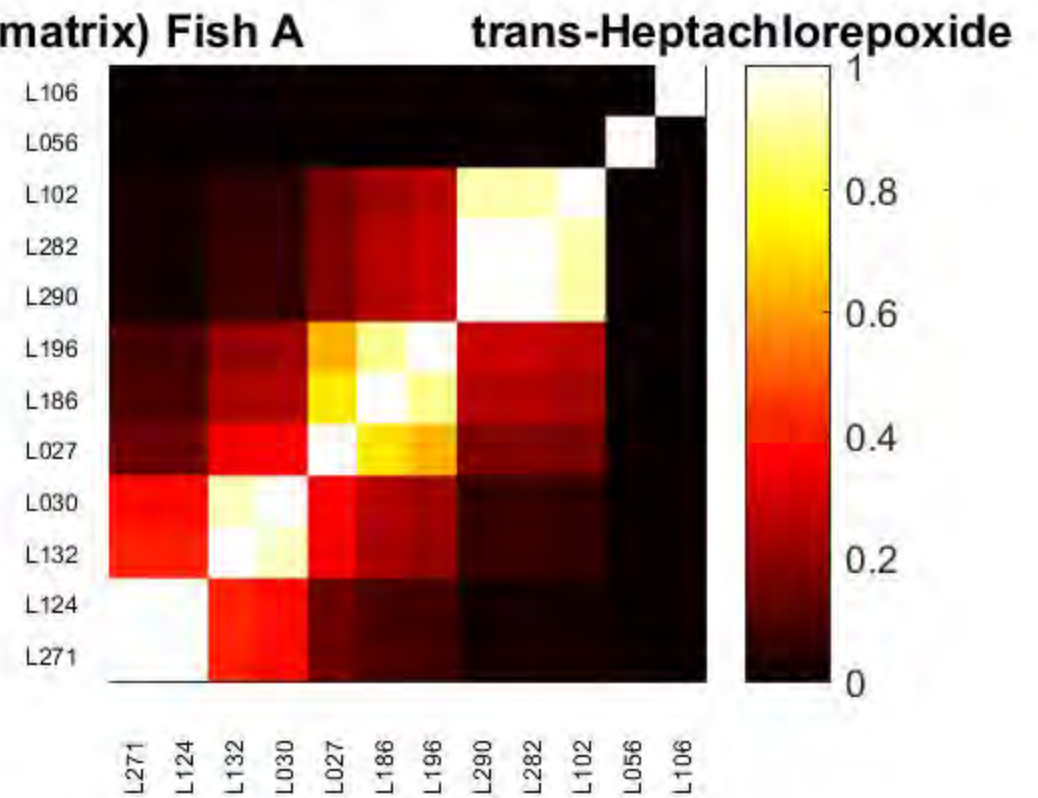 matrix) Fish A trans-Heptachlorepoxide
L106
L056
L102
L282
L290
L196
L186
L027
L030
L132
L124
L271
1
0.8
0.6
0.4
0.2
0
L271 L124 L132 L030 L027 L186 L196 L290 L282 L102 L056 L106